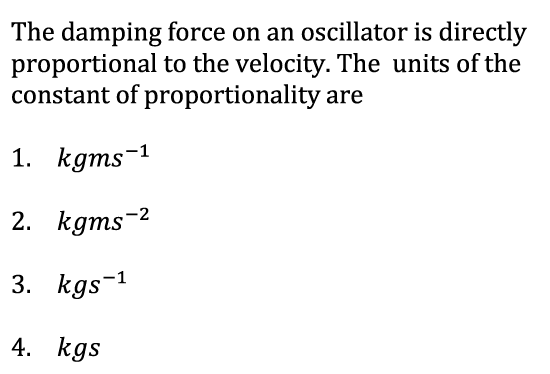 The damping force on an oscillator is directly
proportional to the velocity. The units of the
constant of proportionality are
1. kgms⁻¹
2. kgms⁻²
3. kgs⁻¹
4. kgs